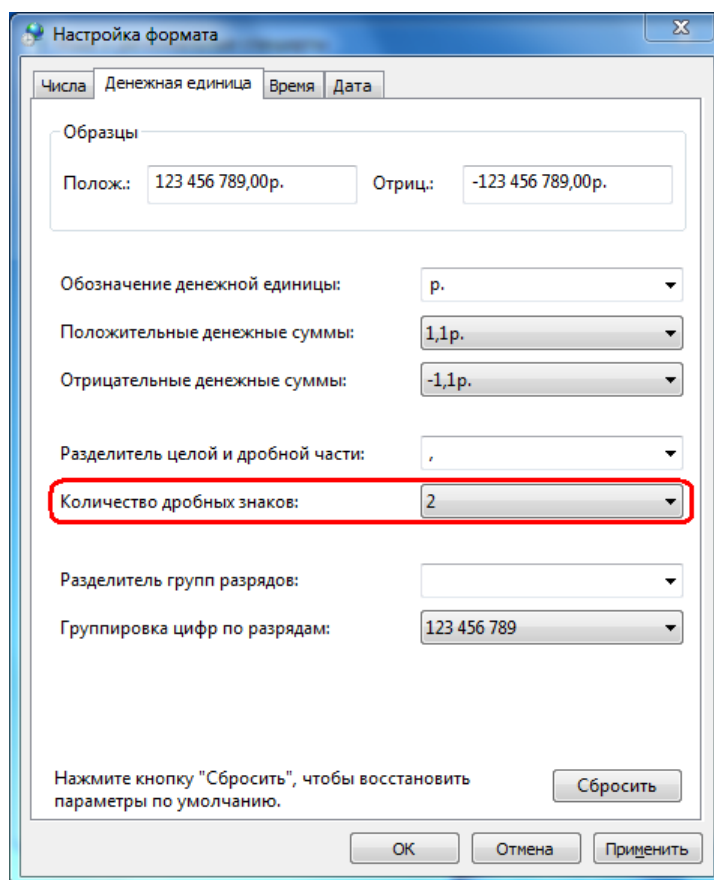 Настройка формата
Числа Денежная единица Время Дата
Образцы
Полож.: 123 456 789,00р. Отриц.: -123 456 789,00р.
Обозначение денежной единицы: р.
Положительные денежные суммы: 1,1р.
Отрицательные денежные суммы: -1,1р.
Разделитель целой и дробной части: ,
Количество дробных знаков: 2
Разделитель групп разрядов:
Группировка цифр по разрядам: 123 456 789
Нажмите кнопку "Сбросить", чтобы восстановить
параметры по умолчанию.
Сбросить
ОК Отмена Применить